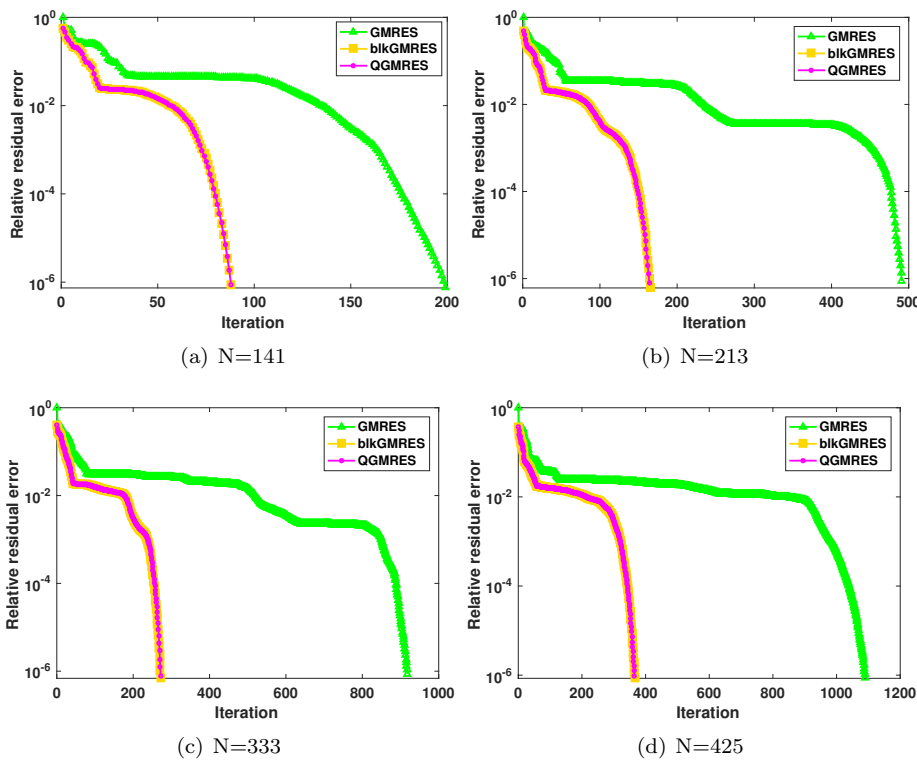 10^0
10^-2
10^-4
10^-6
Relative residual error
GMRES
blkGMRES
QGMRES
0 50 100 150 200
Iteration
(a) N=141
10^0
10^-2
10^-4
10^-6
Relative residual error
GMRES
blkGMRES
QGMRES
0 100 200 300 400 500
Iteration
(b) N=213
10^0
10^-2
10^-4
10^-6
Relative residual error
GMRES
blkGMRES
QGMRES
0 200 400 600 800 1000
Iteration
(c) N=333
10^0
10^-2
10^-4
10^-6
Relative residual error
GMRES
blkGMRES
QGMRES
0 200 400 600 800 1000 1200
Iteration
(d) N=425